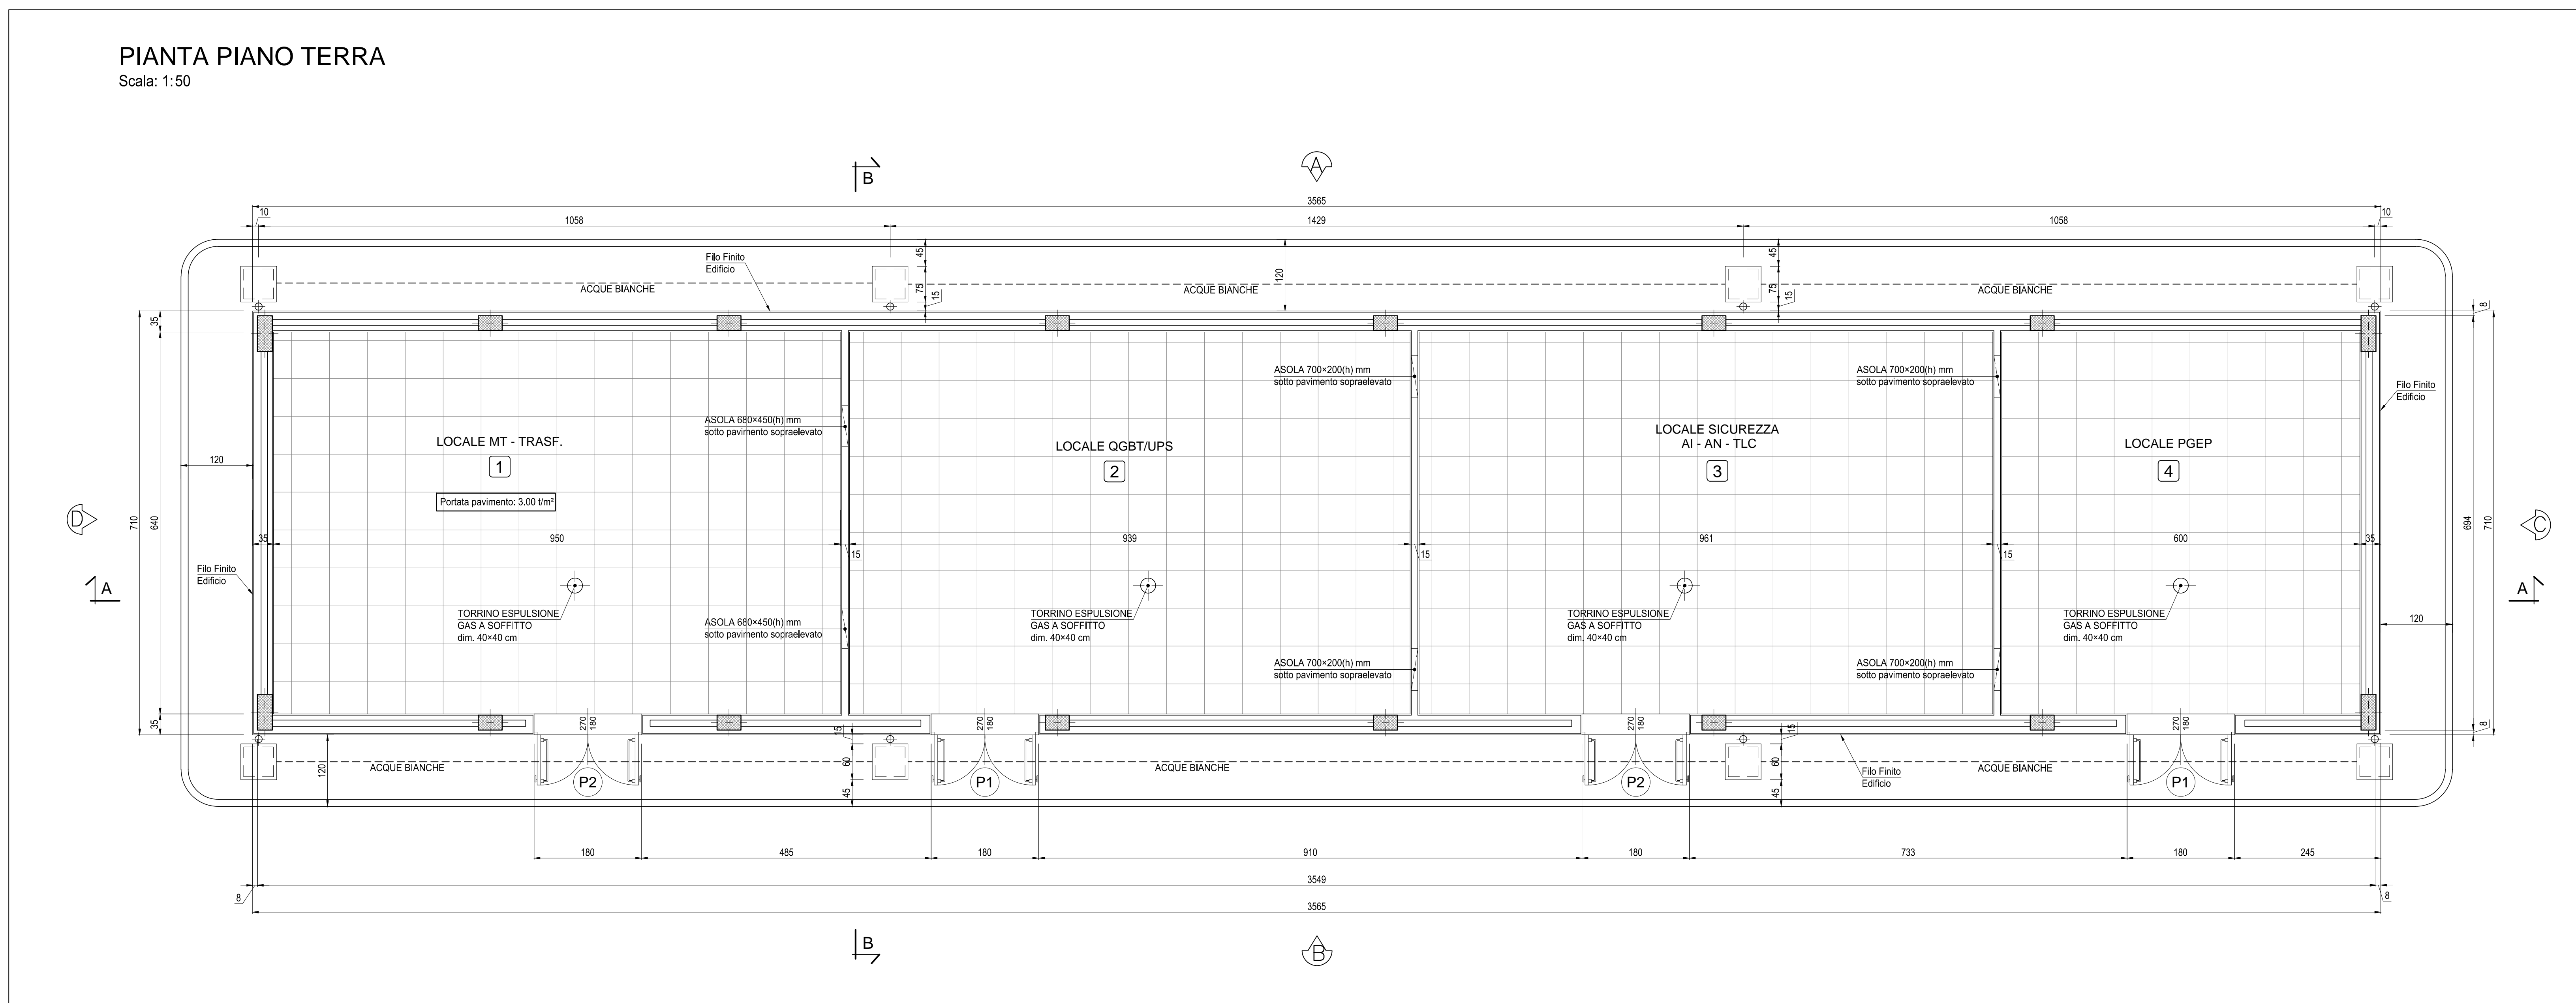 PIANTA PIANO TERRA
Scala: 1:50
B
A
3565
10
1058
1429
1058
10
Filo Finito
Edificio
45
120
45
ACQUE BIANCHE
75
15
ACQUE BIANCHE
75
15
ACQUE BIANCHE
35
8
ASOLA 700×200(h) mm
sotto pavimento sopraelevato
ASOLA 700×200(h) mm
sotto pavimento sopraelevato
Filo Finito
Edificio
ASOLA 680×450(h) mm
sotto pavimento sopraelevato
LOCALE MT - TRASF.
1
Portata pavimento: 3.00 t/m²
LOCALE QGBT/UPS
2
LOCALE SICUREZZA
AI - AN - TLC
3
LOCALE PGEP
4
120
D
710
640
694
710
C
35
950
15
939
15
961
15
600
35
Filo Finito
Edificio
A
A
TORRINO ESPULSIONE
GAS A SOFFITTO
dim. 40×40 cm
ASOLA 680×450(h) mm
sotto pavimento sopraelevato
TORRINO ESPULSIONE
GAS A SOFFITTO
dim. 40×40 cm
TORRINO ESPULSIONE
GAS A SOFFITTO
dim. 40×40 cm
TORRINO ESPULSIONE
GAS A SOFFITTO
dim. 40×40 cm
120
ASOLA 700×200(h) mm
sotto pavimento sopraelevato
ASOLA 700×200(h) mm
sotto pavimento sopraelevato
35
270
180
270
180
270
180
270
180
8
15
15
120
ACQUE BIANCHE
60
ACQUE BIANCHE
60
Filo Finito
Edificio
ACQUE BIANCHE
P2
P1
P2
P1
45
45
180
485
180
910
180
733
180
245
3549
8
8
3565
B
B